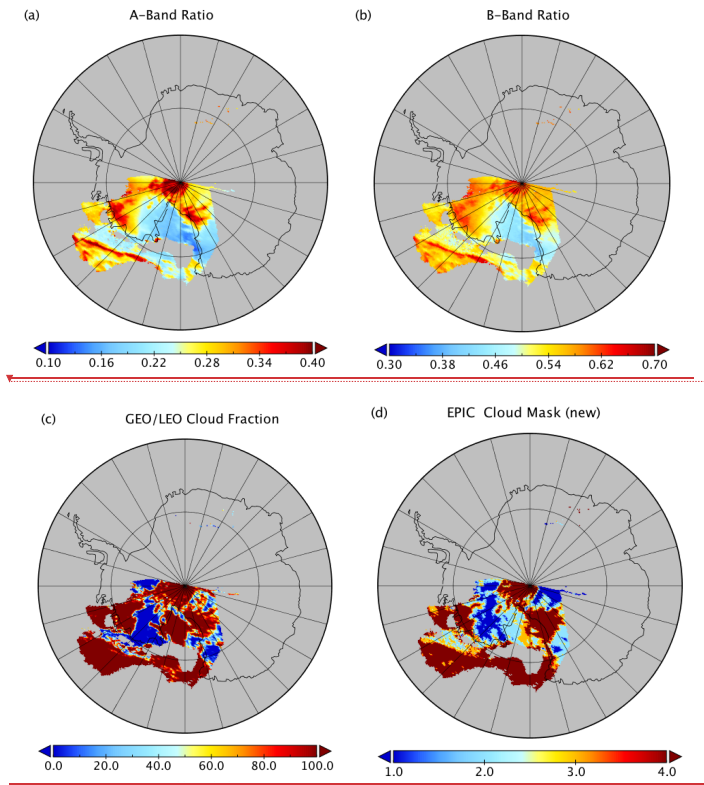 (a) A-Band Ratio
(b) B-Band Ratio
0.10 0.16 0.22 0.28 0.34 0.40
0.30 0.38 0.46 0.54 0.62 0.70
(c) GEO/LEO Cloud Fraction
(d) EPIC Cloud Mask (new)
0.0 20.0 40.0 60.0 80.0 100.0
1.0 2.0 3.0 4.0